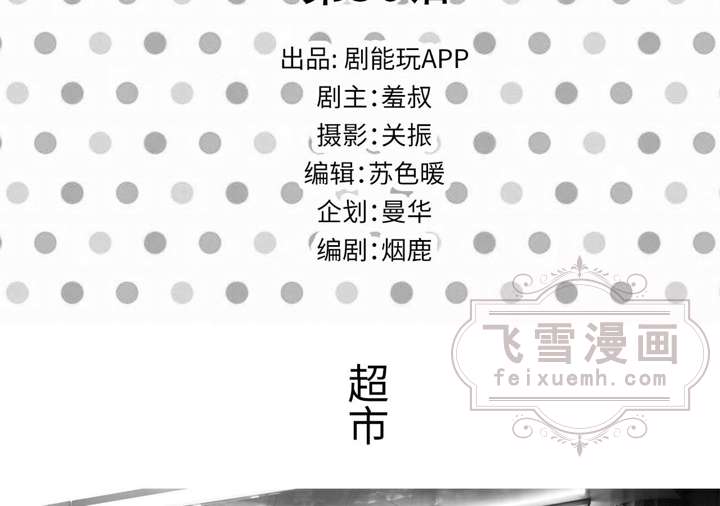 出品: 剧能玩APP
剧主:羞叔
摄影:关振
编辑:苏色暖
企划:曼华
编剧:烟鹿
飞雪漫画
feixuemh.com
超
市